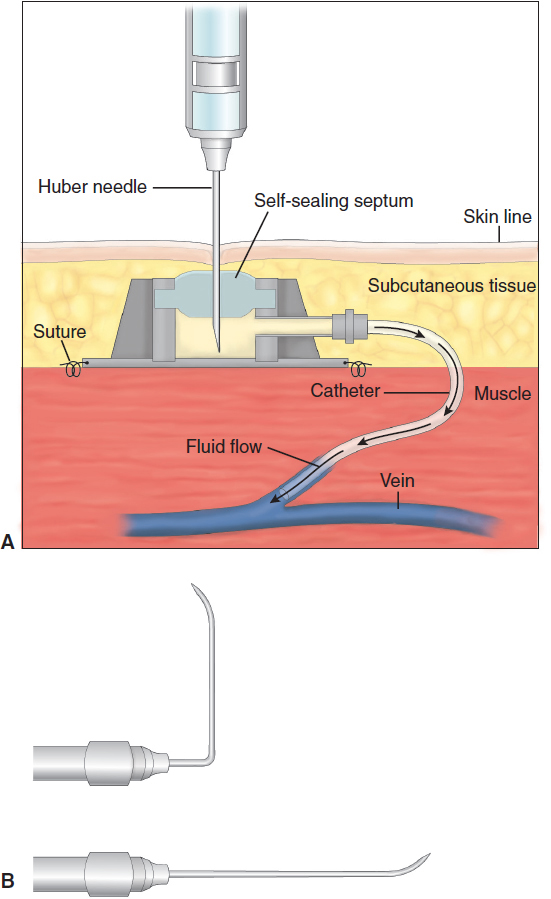 Huber needle
Self-sealing septum
Skin line
Subcutaneous tissue
Suture
Catheter
Muscle
Fluid flow
Vein
A
B